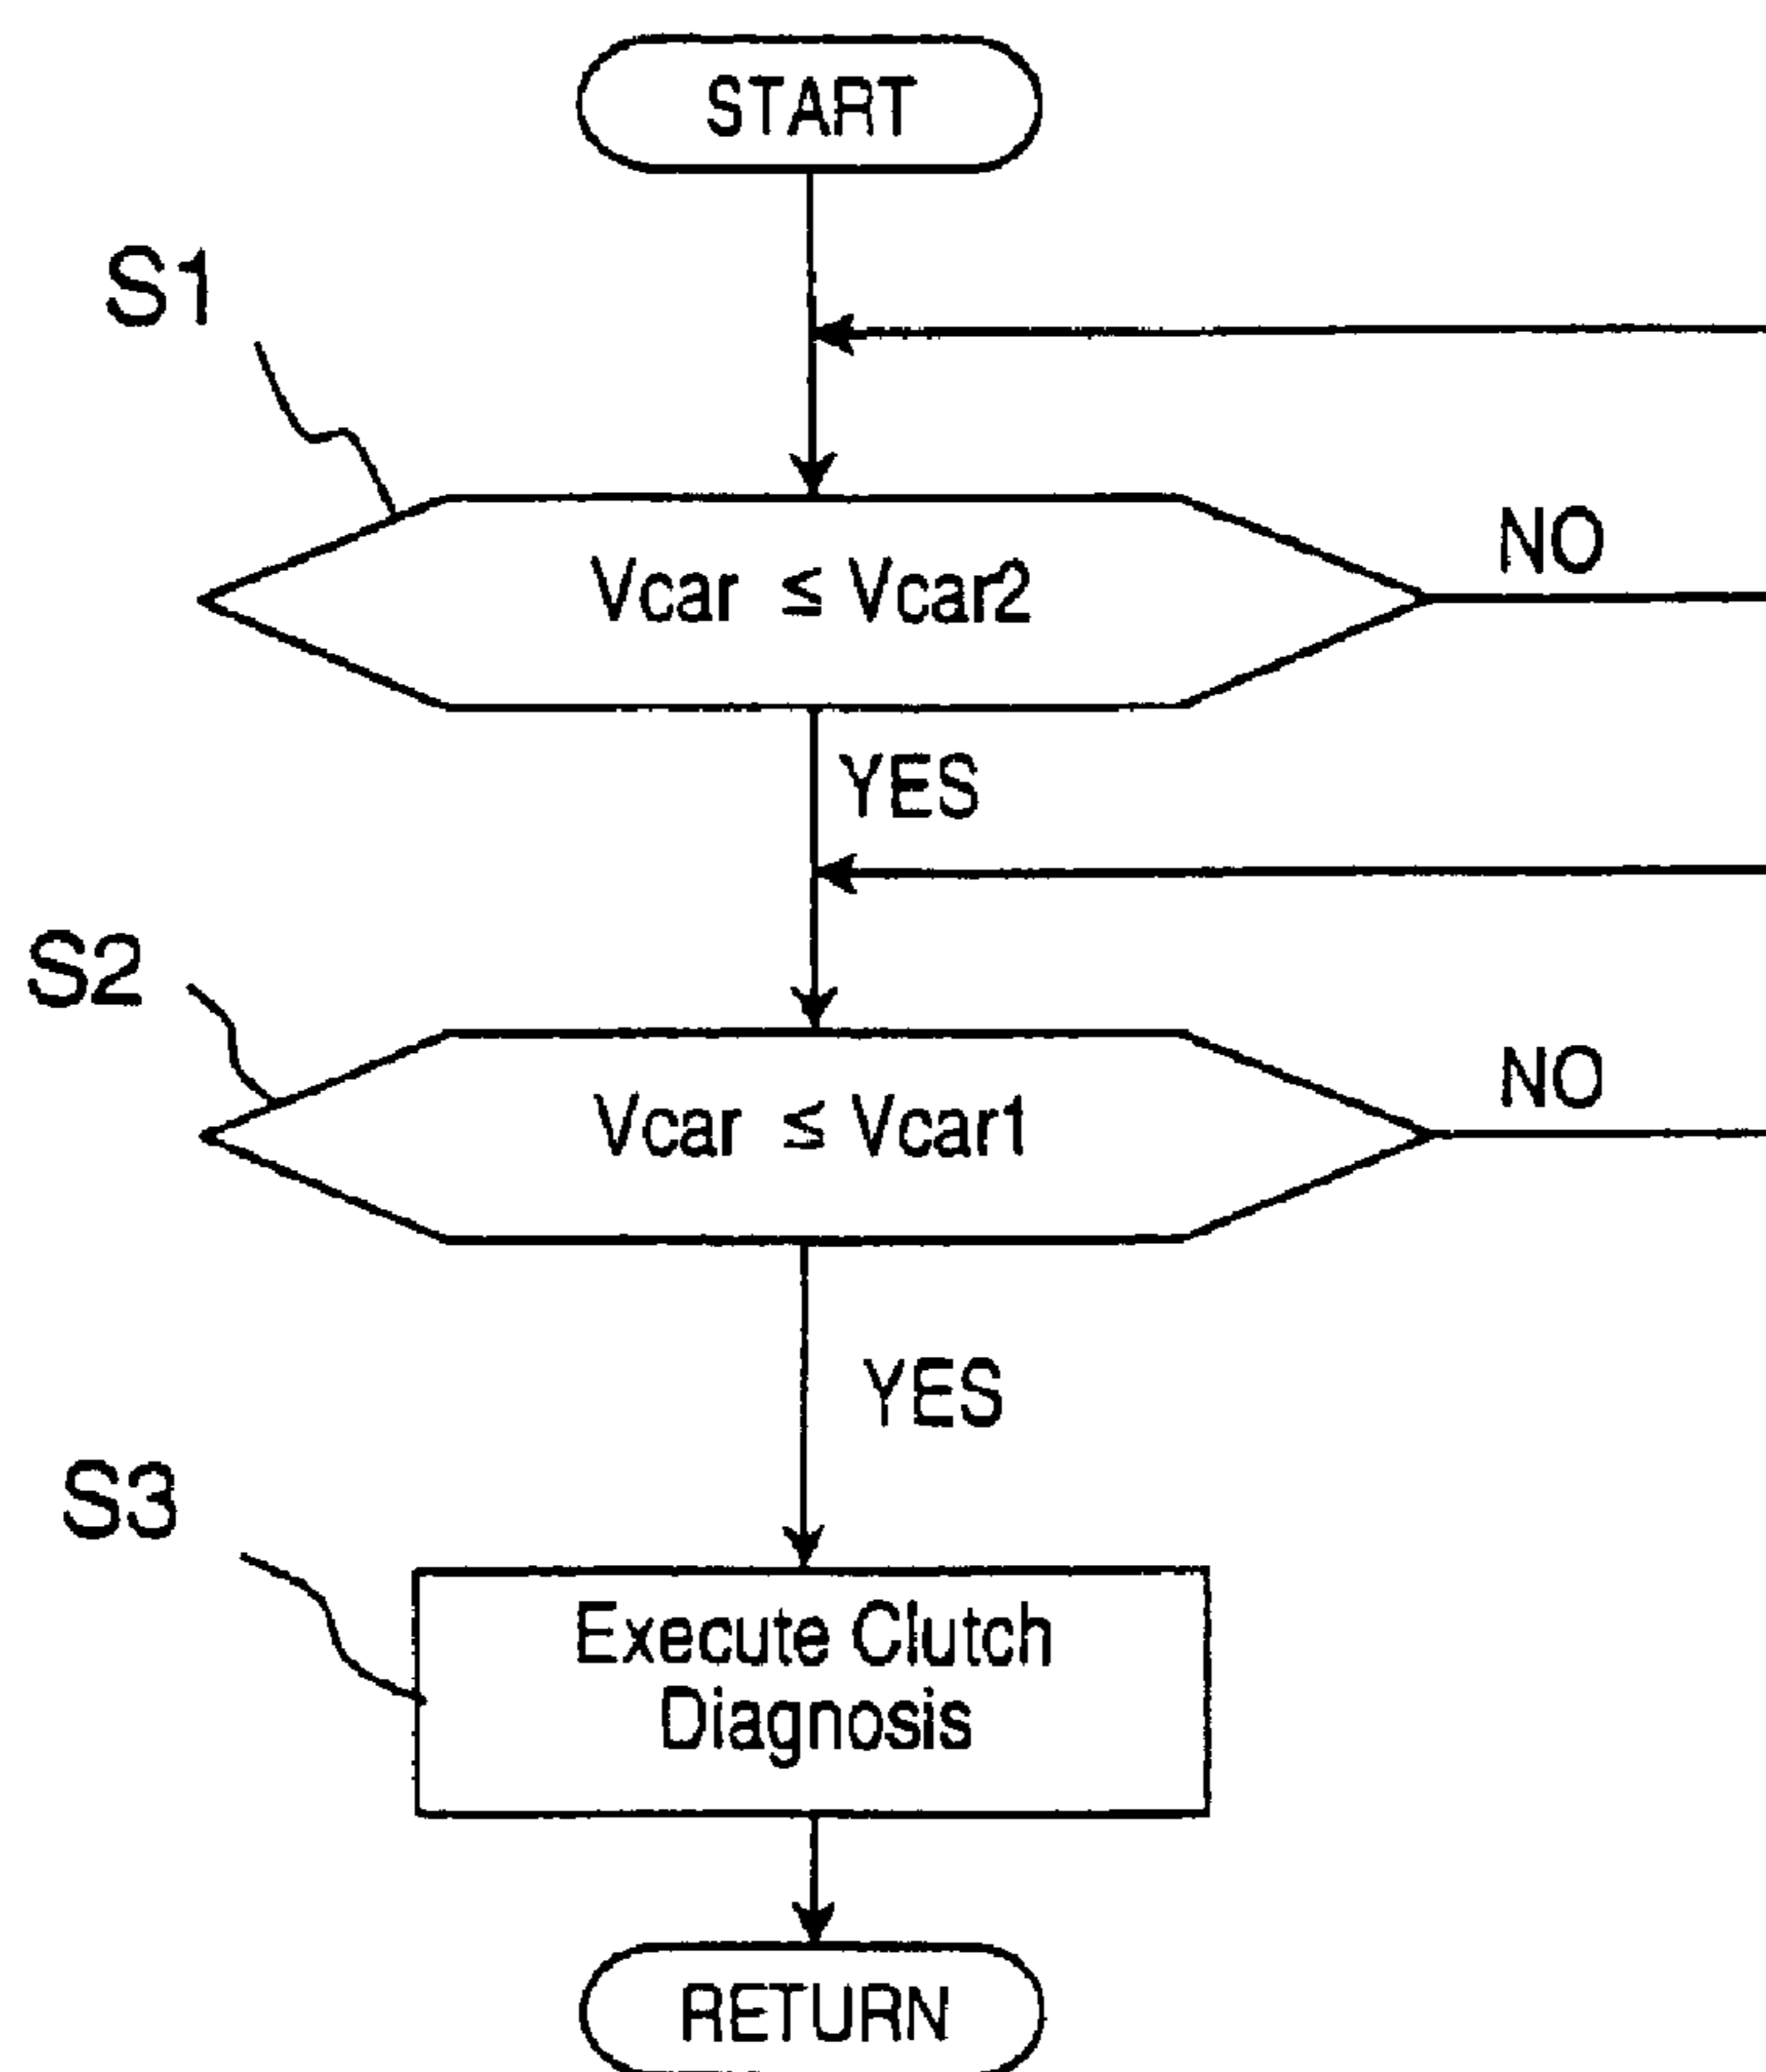 START
S1
Vcar ≤ Vcar2
NO
YES
S2
Vcar ≤ Vcar1
NO
YES
S3
Execute Clutch
Diagnosis
RETURN